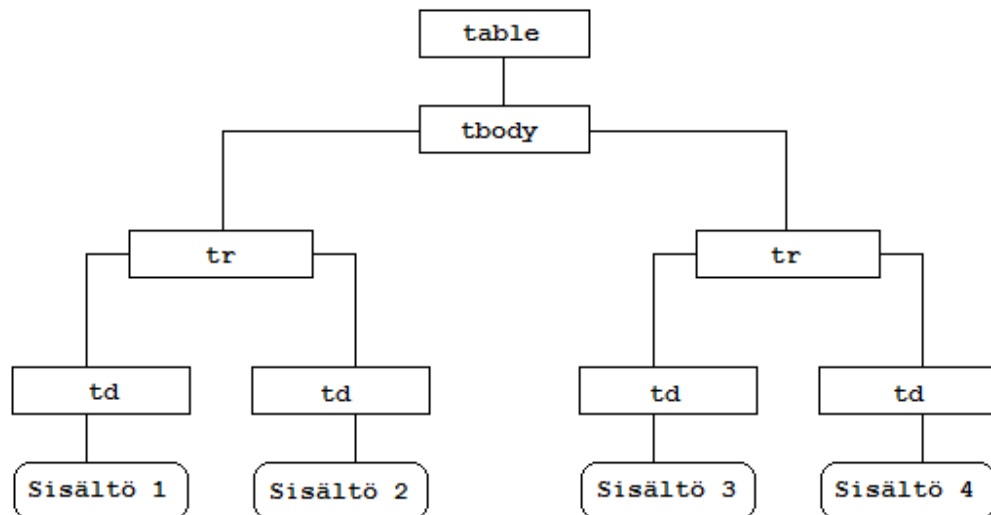 table
tbody
tr
tr
td
td
td
td
Sisältö 1
Sisältö 2
Sisältö 3
Sisältö 4